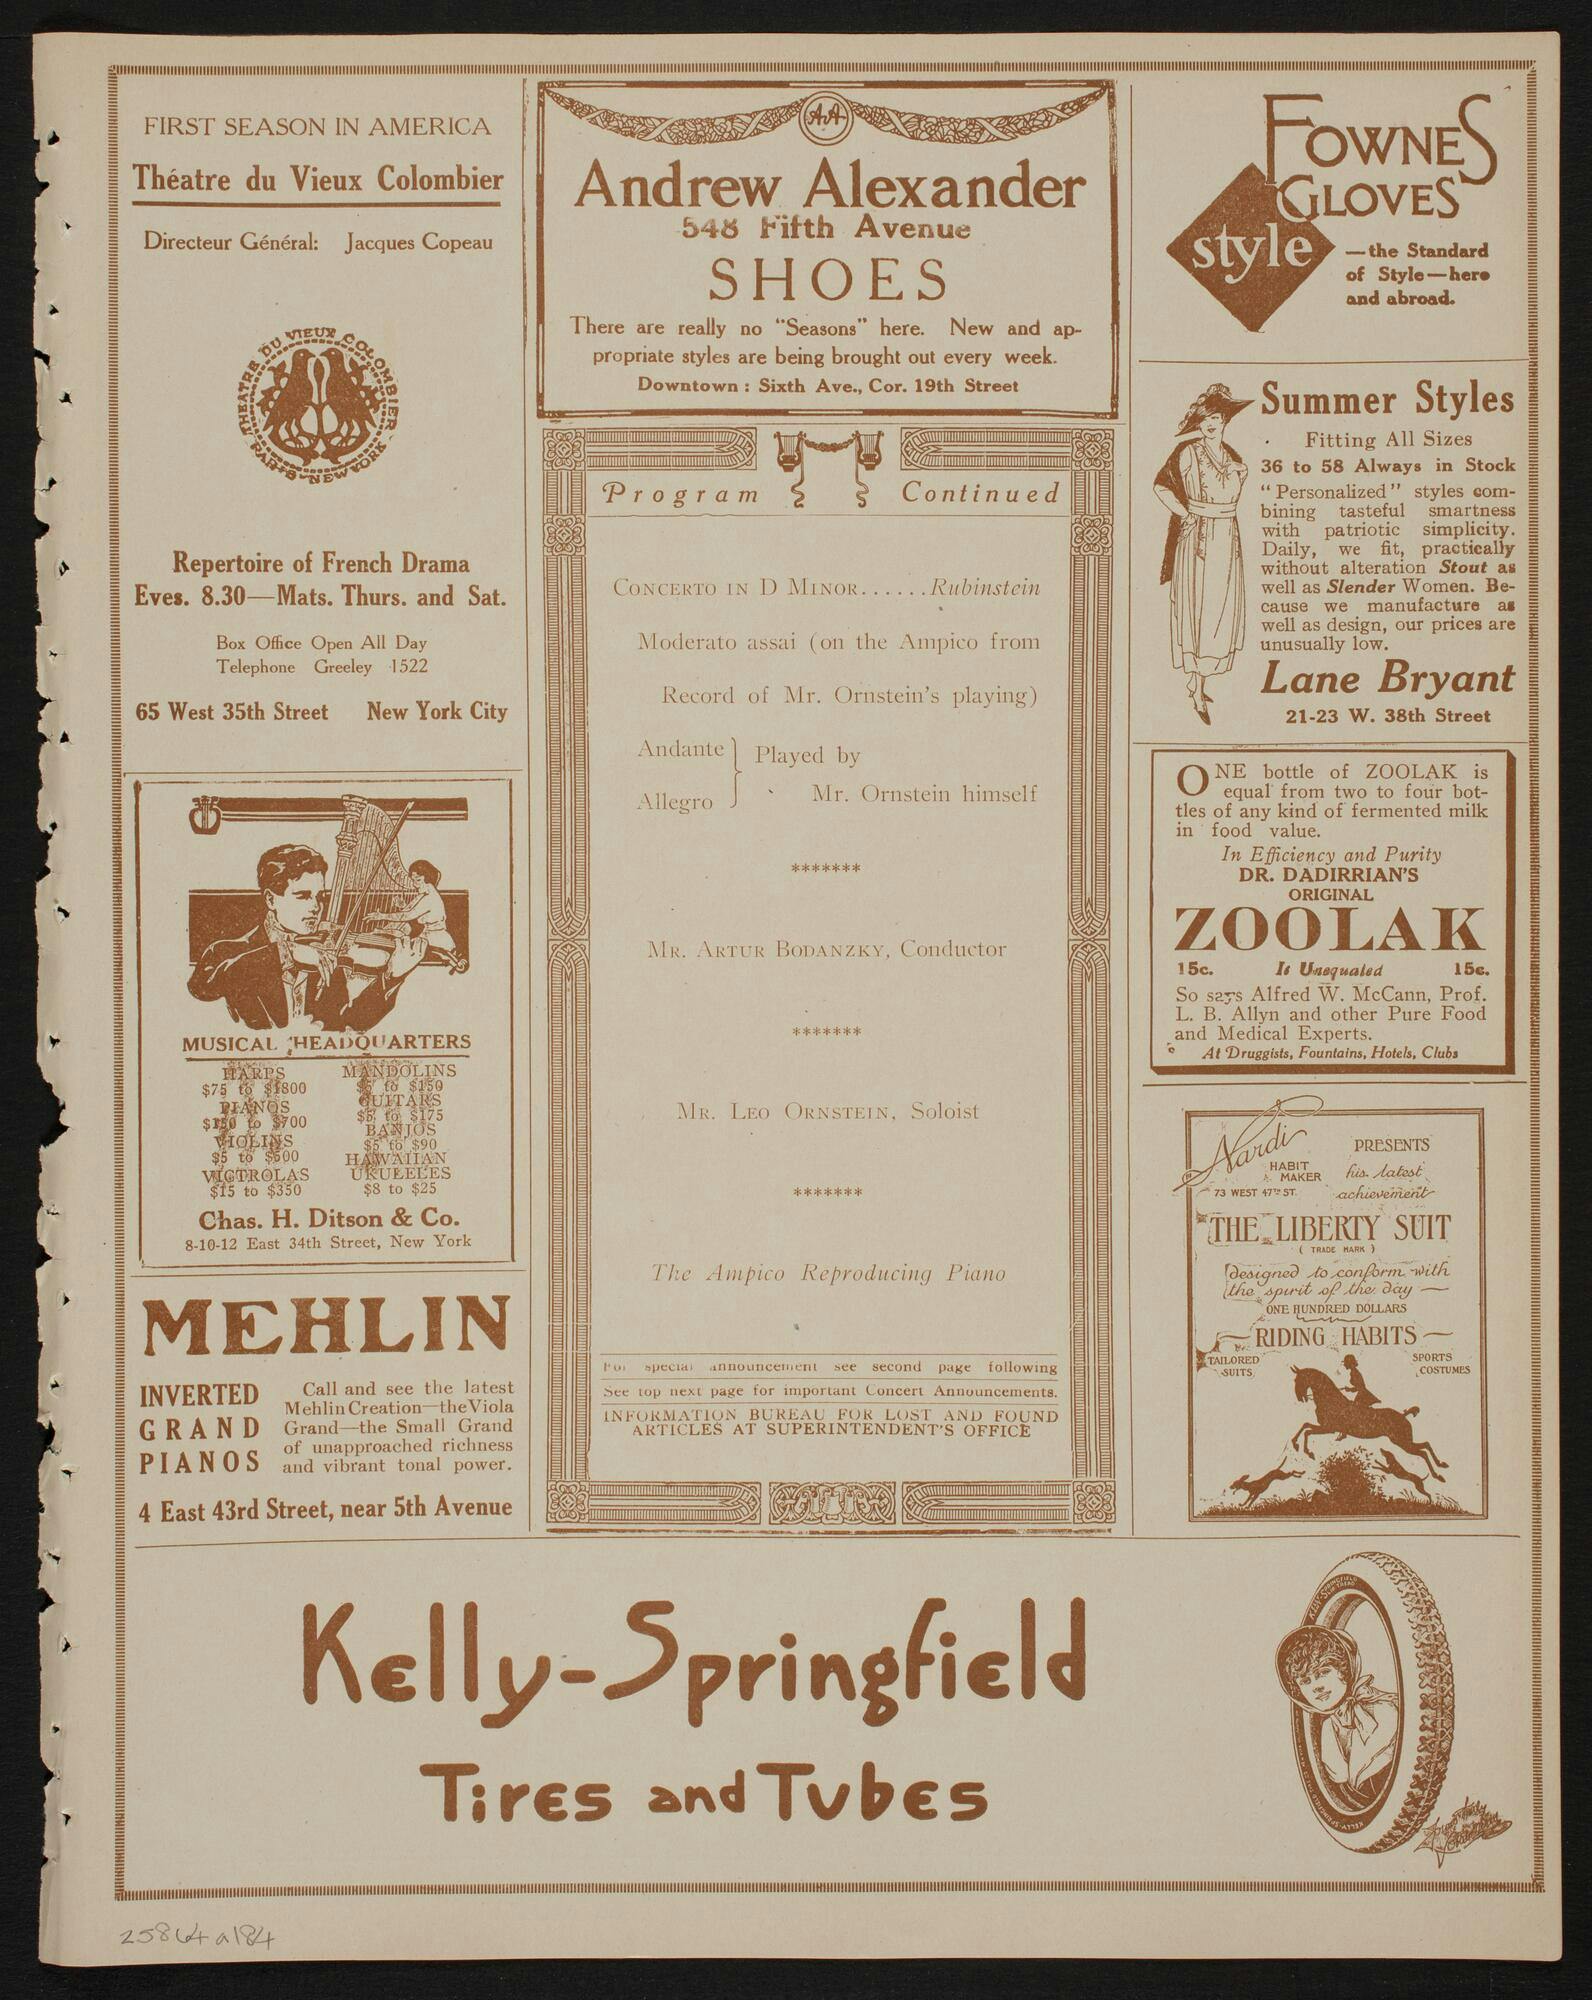 FIRST SEASON IN AMERICA
Théatre du Vieux Colombier
Directeur Général: Jacques Copeau
THEATRE DU VIEUX COLOMBIER
PARIS NEW YORK
Repertoire of French Drama
Eves. 8.30—Mats. Thurs. and Sat.
Box Office Open All Day
Telephone Greeley 1522
65 West 35th Street New York City
MUSICAL HEADQUARTERS
HARPS
$75 to $1800
PIANOS
$150 to $700
VIOLINS
$5 to $500
VICTROLAS
$15 to $350
MANDOLINS
$5 to $150
GUITARS
$5 to $175
BANJOS
$5 to $90
HAWAIIAN
UKULELES
$8 to $25
Chas. H. Ditson & Co.
8-10-12 East 34th Street, New York
MEHLIN
INVERTED
GRAND
PIANOS
Call and see the latest
Mehlin Creation—the Viola
Grand—the Small Grand
of unapproached richness
and vibrant tonal power.
4 East 43rd Street, near 5th Avenue
AA
Andrew Alexander
548 Fifth Avenue
SHOES
There are really no "Seasons" here. New and ap-
propriate styles are being brought out every week.
Downtown: Sixth Ave., Cor. 19th Street
Program Continued
CONCERTO IN D MINOR......Rubinstein
Moderato assai (on the Ampico from
Record of Mr. Ornstein's playing)
Andante } Played by
Allegro } Mr. Ornstein himself
*******
MR. ARTUR BODANZKY, Conductor
*******
MR. LEO ORNSTEIN, Soloist
*******
The Ampico Reproducing Piano
For special announcement see second page following
See top next page for important Concert Announcements.
INFORMATION BUREAU FOR LOST AND FOUND
ARTICLES AT SUPERINTENDENT'S OFFICE
FOWNES
GLOVES
style
—the Standard
of Style—here
and abroad.
Summer Styles
Fitting All Sizes
36 to 58 Always in Stock
"Personalized" styles com-
bining tasteful smartness
with patriotic simplicity.
Daily, we fit, practically
without alteration Stout as
well as Slender Women. Be-
cause we manufacture as
well as design, our prices are
unusually low.
Lane Bryant
21-23 W. 38th Street
ONE bottle of ZOOLAK is
equal from two to four bot-
tles of any kind of fermented milk
in food value.
In Efficiency and Purity
DR. DADIRRIAN'S
ORIGINAL
ZOOLAK
15c. Is Unequaled 15c.
So says Alfred W. McCann, Prof.
L. B. Allyn and other Pure Food
and Medical Experts.
At Druggists, Fountains, Hotels, Clubs
Nardi
HABIT
MAKER
73 WEST 47TH ST.
PRESENTS
his latest
achievement
THE LIBERTY SUIT
(TRADE MARK)
designed to conform with
the spirit of the day—
ONE HUNDRED DOLLARS
RIDING HABITS
TAILORED
SUITS
SPORTS
COSTUMES
Kelly-Springfield
Tires and Tubes
25864a184